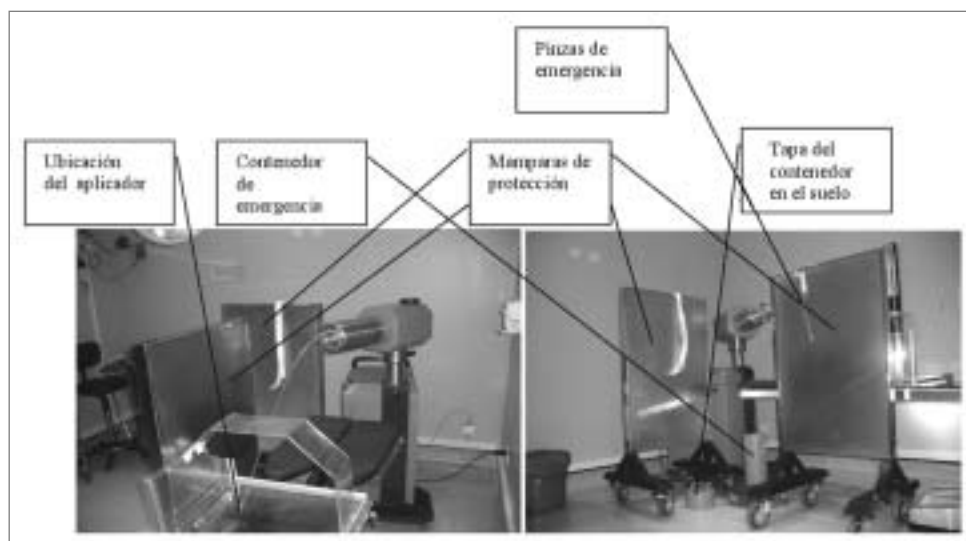 Pinzas de
emergencia
Ubicación
del aplicador
Contenedor
de
emergencia
Mamparas de
protección
Tapa del
contenedor
en el suelo